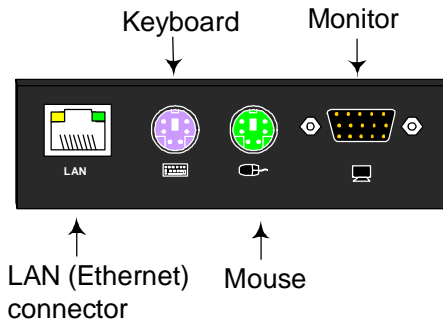 Keyboard
Monitor
LAN
LAN (Ethernet)
connector
Mouse